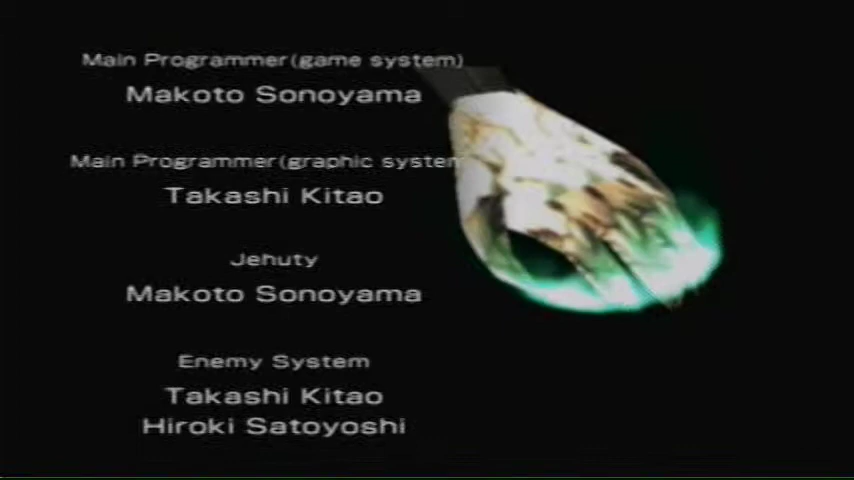 Main Programmer(game system)
Makoto Sonoyama
Main Programmer(graphic system
Takashi Kitao
Jehuty
Makoto Sonoyama
Enemy System
Takashi Kitao
Hiroki Satoyoshi